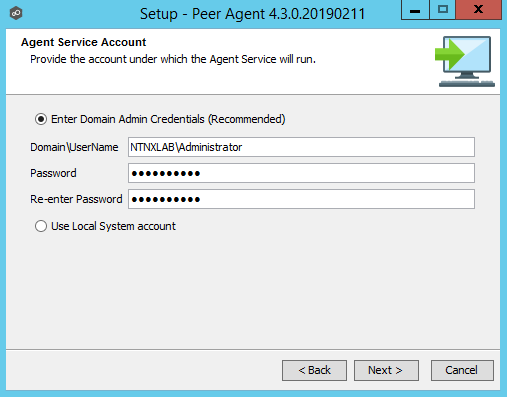 Setup - Peer Agent 4.3.0.20190211
Agent Service Account
Provide the account under which the Agent Service will run.
Enter Domain Admin Credentials (Recommended)
Domain\UserName NTNXLAB\Administrator
Password ●●●●●●●●●●
Re-enter Password ●●●●●●●●●●
Use Local System account
< Back Next > Cancel